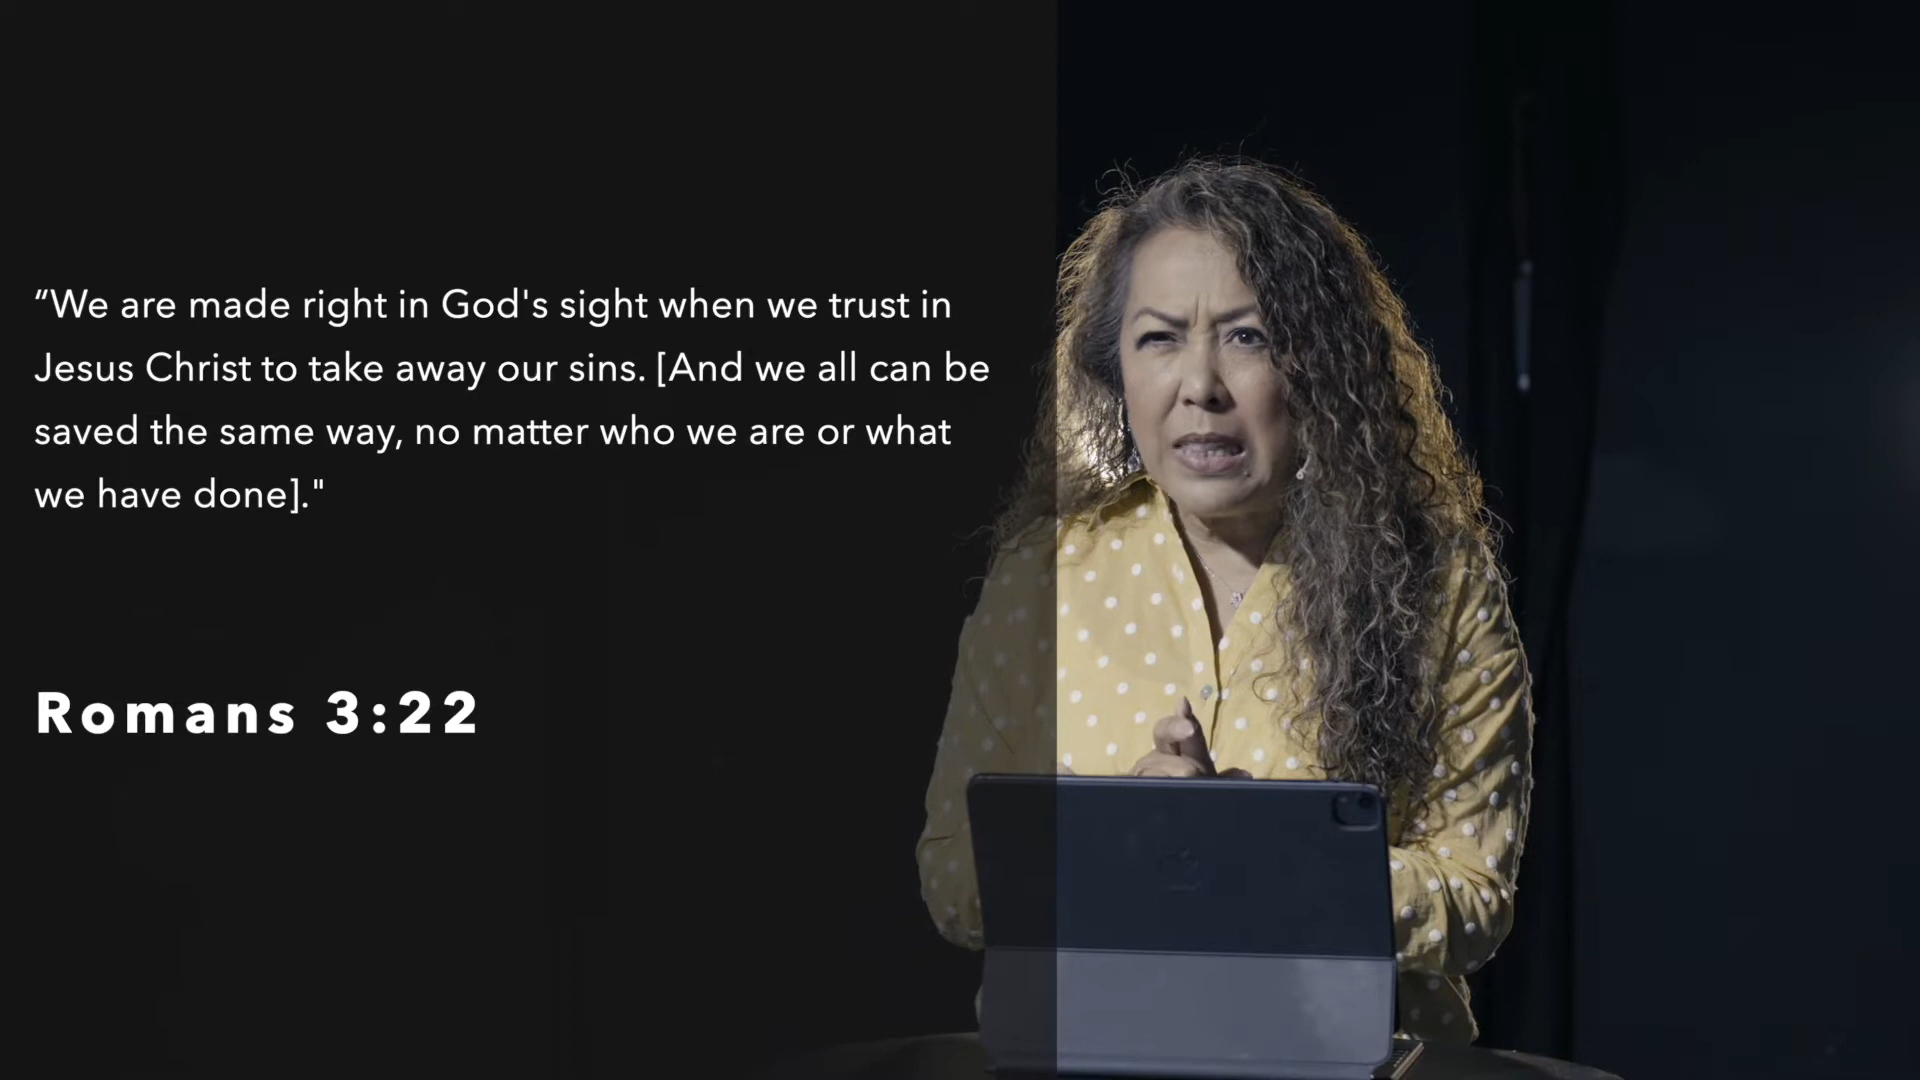 “We are made right in God's sight when we trust in
Jesus Christ to take away our sins. [And we all can be
saved the same way, no matter who we are or what
we have done]."
Romans 3:22